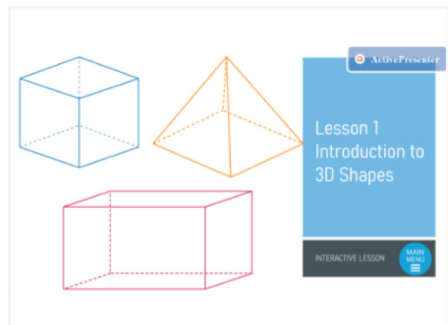 ActivePresenter
Lesson 1
Introduction to
3D Shapes
INTERACTIVE LESSON
MAIN
MENU